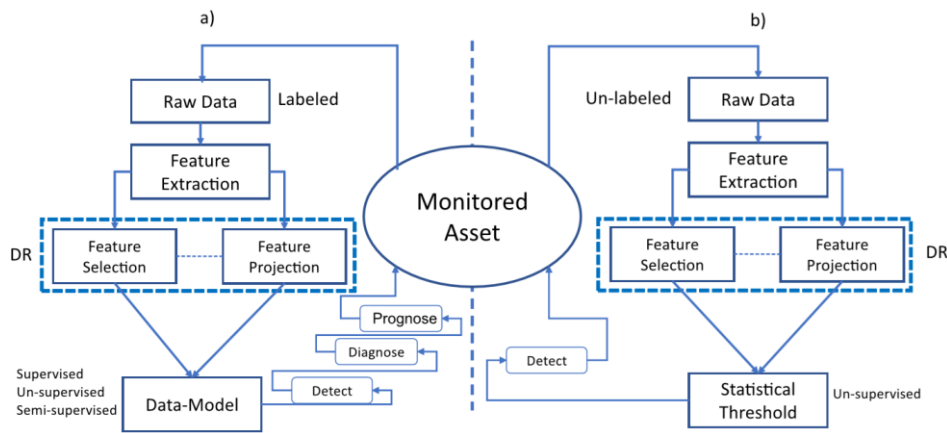 a)
b)
Raw Data
Labeled
Un-labeled
Raw Data
Feature
Extraction
Feature
Extraction
Monitored
Asset
DR
Feature
Selection
Feature
Projection
Feature
Selection
Feature
Projection
DR
Prognose
Diagnose
Detect
Detect
Supervised
Un-supervised
Semi-supervised
Data-Model
Statistical
Threshold
Un-supervised